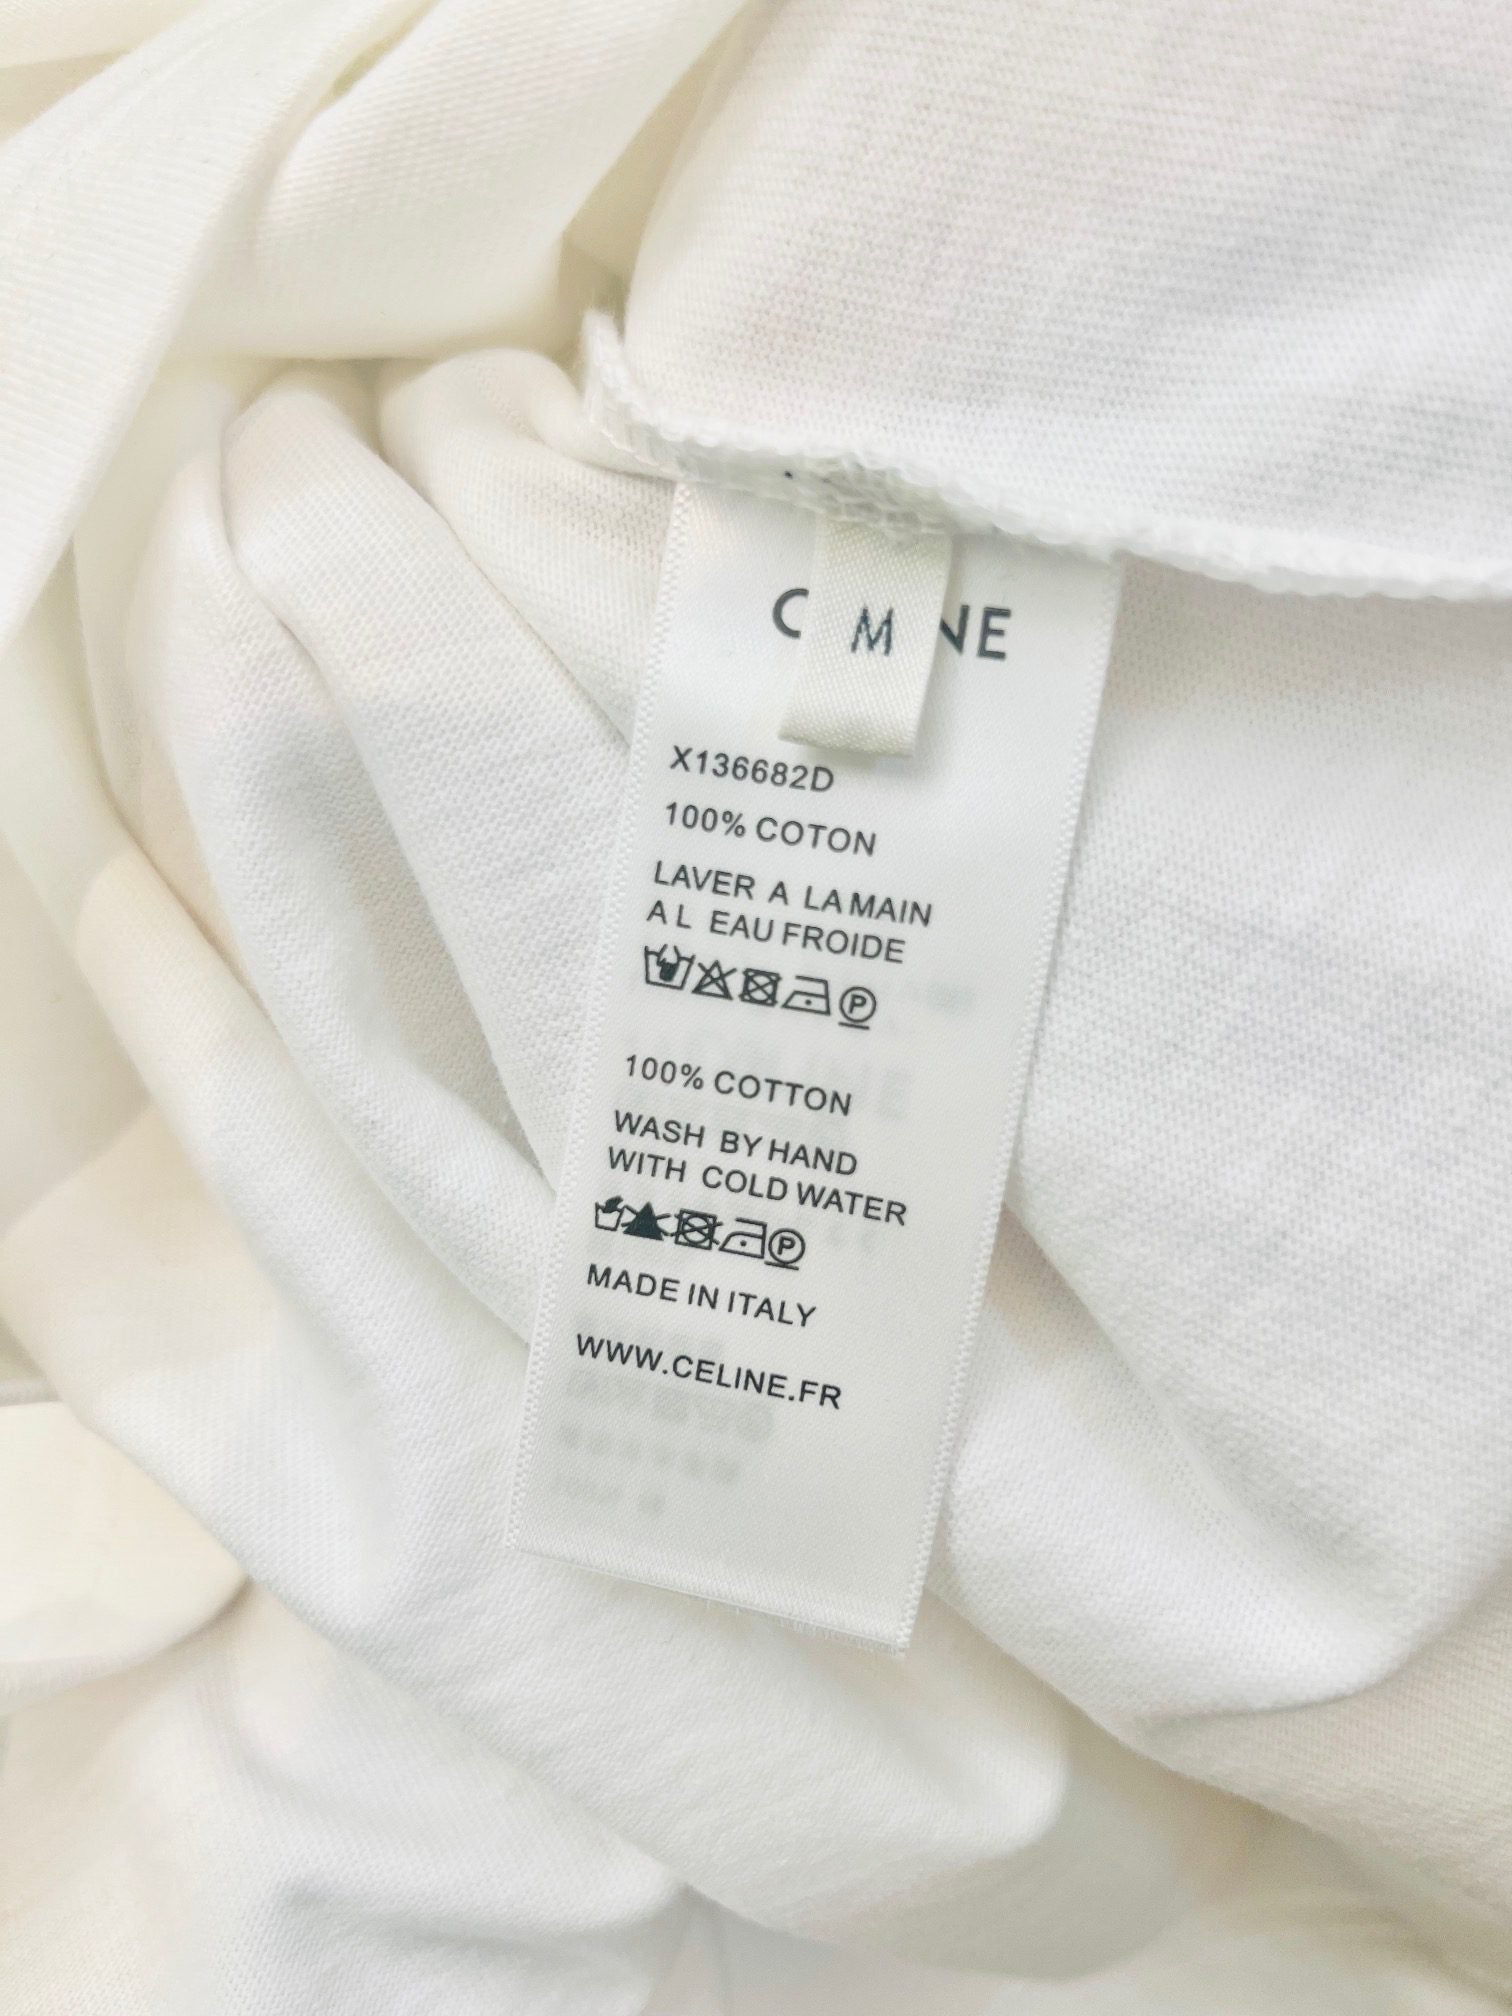 C M NE
X136682D
100% COTON
LAVER A LA MAIN
A L EAU FROIDE
P
100% COTTON
WASH BY HAND
WITH COLD WATER
P
MADE IN ITALY
WWW.CELINE.FR